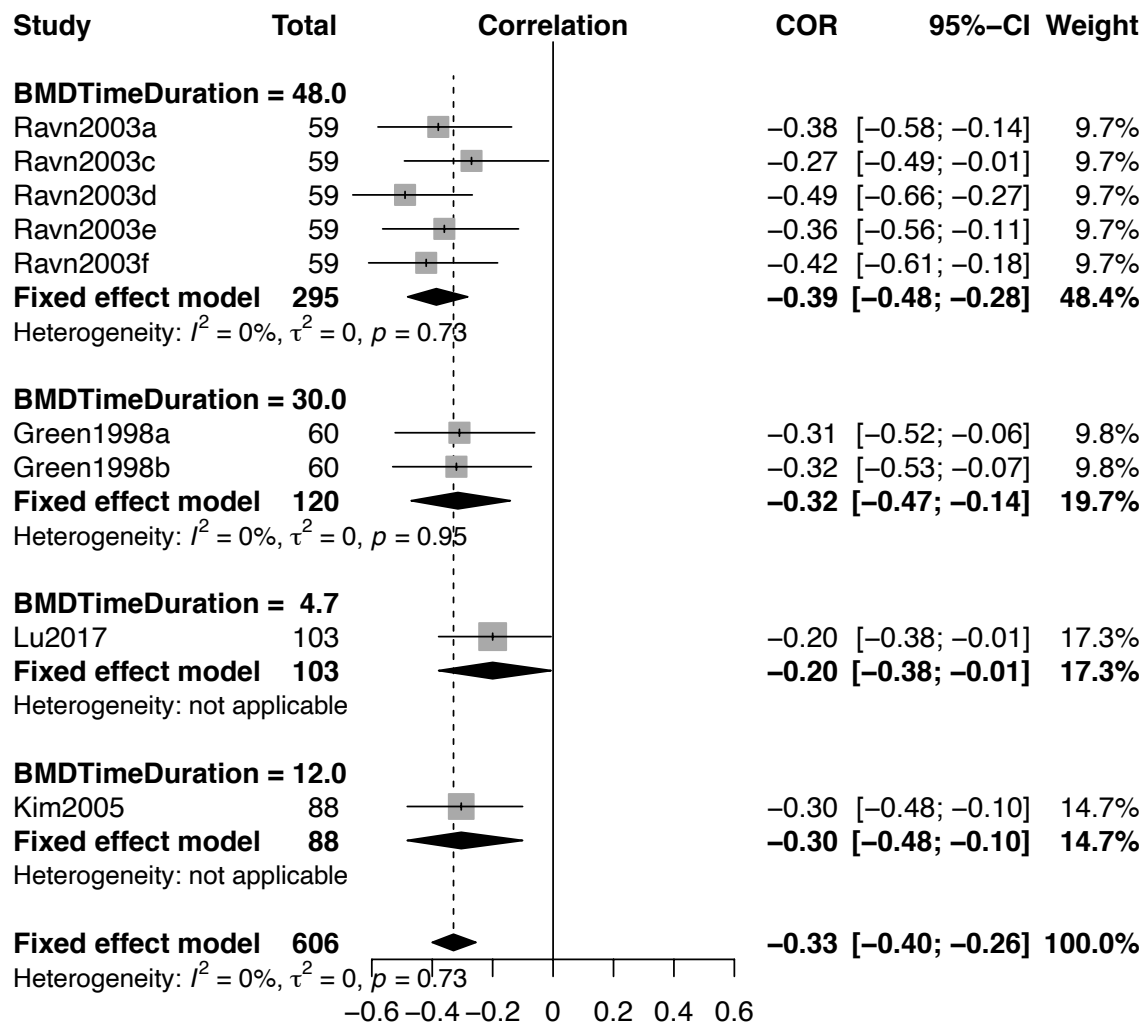 Study Total Correlation COR 95%−CI Weight
BMDTimeDuration = 48.0
Ravn2003a 59 −0.38 [−0.58; −0.14] 9.7%
Ravn2003c 59 −0.27 [−0.49; −0.01] 9.7%
Ravn2003d 59 −0.49 [−0.66; −0.27] 9.7%
Ravn2003e 59 −0.36 [−0.56; −0.11] 9.7%
Ravn2003f 59 −0.42 [−0.61; −0.18] 9.7%
Fixed effect model 295 −0.39 [−0.48; −0.28] 48.4%
Heterogeneity: I² = 0%, τ² = 0, p = 0.73
BMDTimeDuration = 30.0
Green1998a 60 −0.31 [−0.52; −0.06] 9.8%
Green1998b 60 −0.32 [−0.53; −0.07] 9.8%
Fixed effect model 120 −0.32 [−0.47; −0.14] 19.7%
Heterogeneity: I² = 0%, τ² = 0, p = 0.95
BMDTimeDuration = 4.7
Lu2017 103 −0.20 [−0.38; −0.01] 17.3%
Fixed effect model 103 −0.20 [−0.38; −0.01] 17.3%
Heterogeneity: not applicable
BMDTimeDuration = 12.0
Kim2005 88 −0.30 [−0.48; −0.10] 14.7%
Fixed effect model 88 −0.30 [−0.48; −0.10] 14.7%
Heterogeneity: not applicable
Fixed effect model 606 −0.33 [−0.40; −0.26] 100.0%
Heterogeneity: I² = 0%, τ² = 0, p = 0.73
−0.6 −0.4 −0.2 0 0.2 0.4 0.6